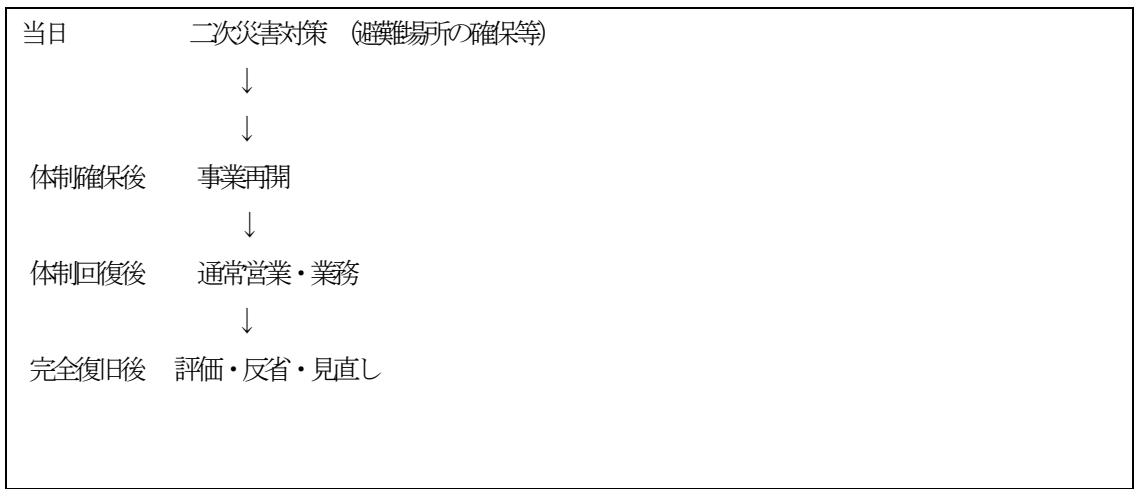 当日 二次災害対策 (避難場所の確保等)
↓
↓
体制確保後 事業再開
↓
体制回復後 通常営業・業務
↓
完全復旧後 評価・反省・見直し